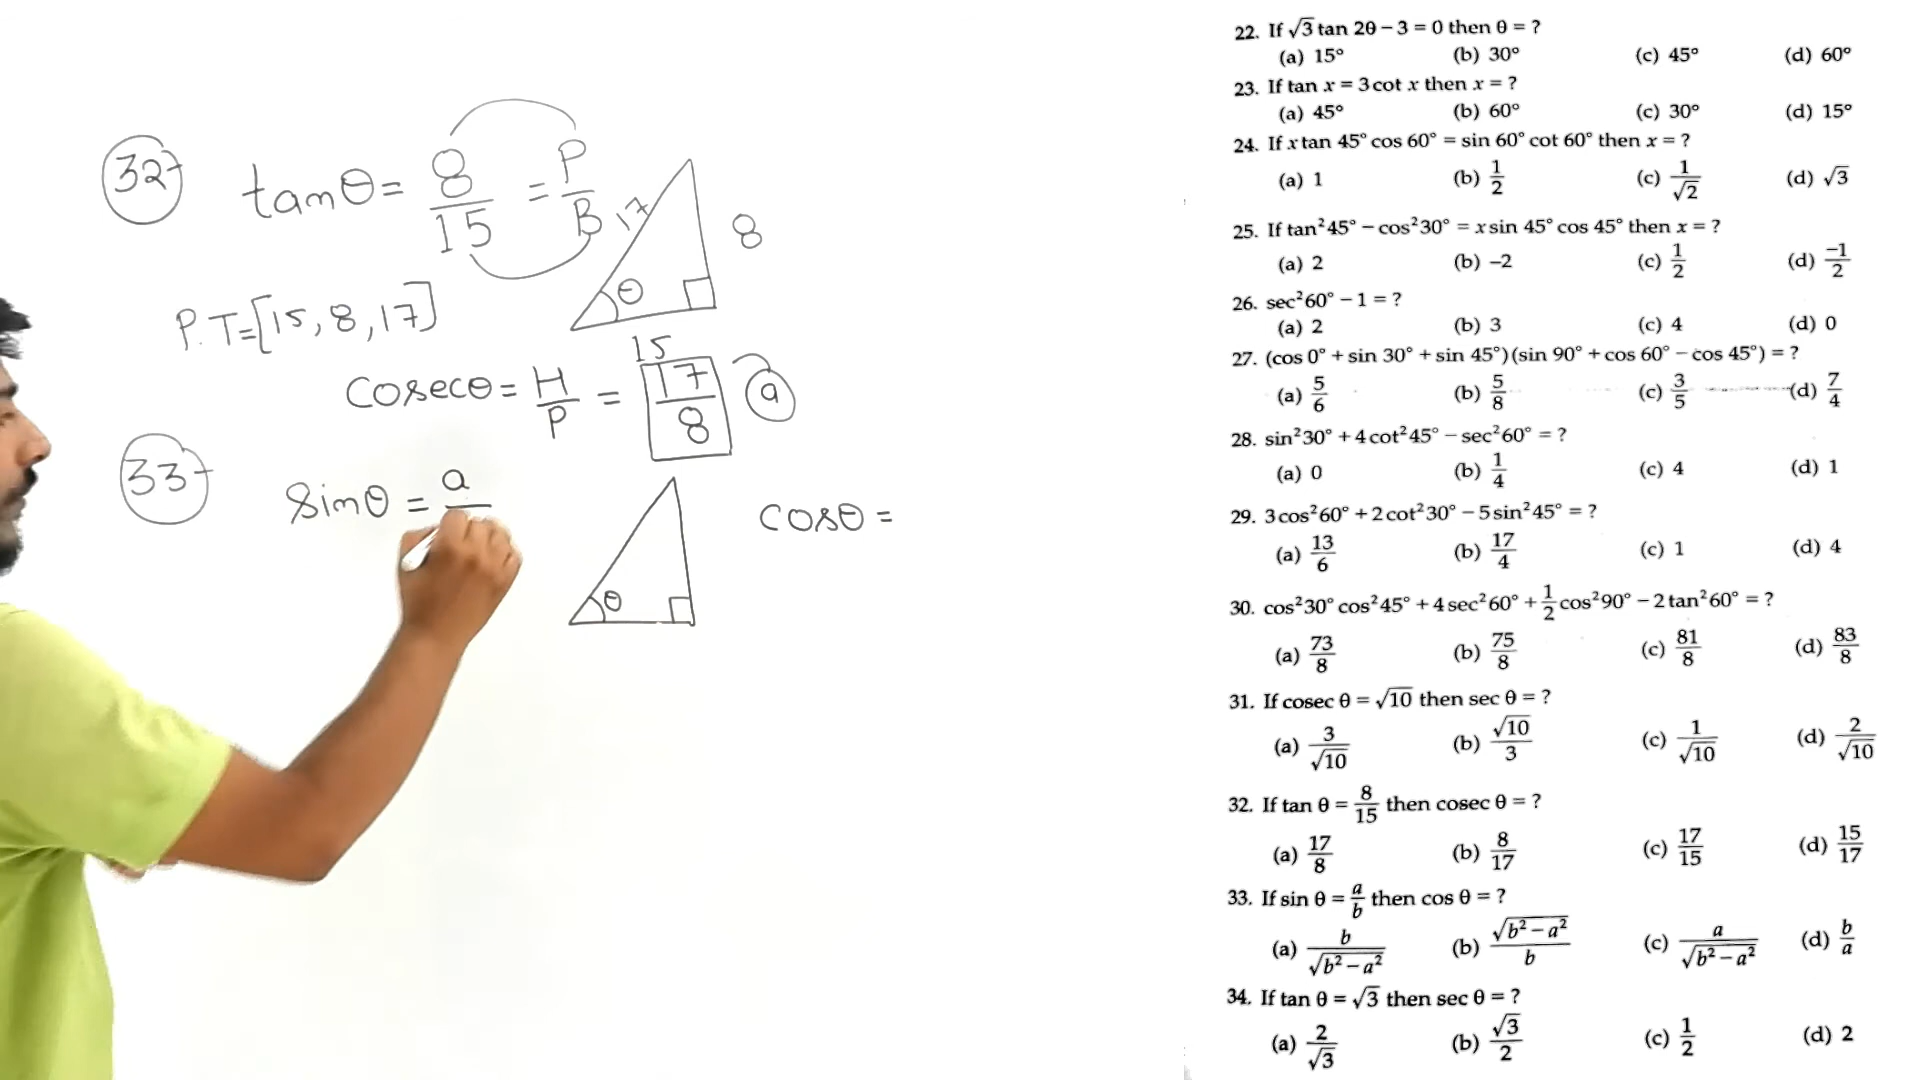 32-
tanθ = 8/15 = P/B
17
8
θ
15
P.T=[15, 8, 17]
Cosecθ = H/P = 17/8 (a)
33-
Sinθ = a
θ
cosθ =
22. If √3 tan 2θ − 3 = 0 then θ = ?
(a) 15° (b) 30° (c) 45° (d) 60°
23. If tan x = 3 cot x then x = ?
(a) 45° (b) 60° (c) 30° (d) 15°
24. If x tan 45° cos 60° = sin 60° cot 60° then x = ?
(a) 1 (b) 1/2 (c) 1/√2 (d) √3
25. If tan²45° − cos²30° = x sin 45° cos 45° then x = ?
(a) 2 (b) −2 (c) 1/2 (d) −1/2
26. sec²60° − 1 = ?
(a) 2 (b) 3 (c) 4 (d) 0
27. (cos 0° + sin 30° + sin 45°)(sin 90° + cos 60° − cos 45°) = ?
(a) 5/6 (b) 5/8 (c) 3/5 (d) 7/4
28. sin²30° + 4 cot²45° − sec²60° = ?
(a) 0 (b) 1/4 (c) 4 (d) 1
29. 3 cos²60° + 2 cot²30° − 5 sin²45° = ?
(a) 13/6 (b) 17/4 (c) 1 (d) 4
30. cos²30° cos²45° + 4 sec²60° + 1/2 cos²90° − 2 tan²60° = ?
(a) 73/8 (b) 75/8 (c) 81/8 (d) 83/8
31. If cosec θ = √10 then sec θ = ?
(a) 3/√10 (b) √10/3 (c) 1/√10 (d) 2/√10
32. If tan θ = 8/15 then cosec θ = ?
(a) 17/8 (b) 8/17 (c) 17/15 (d) 15/17
33. If sin θ = a/b then cos θ = ?
(a) b/√(b² − a²) (b) √(b² − a²)/b (c) a/√(b² − a²) (d) b/a
34. If tan θ = √3 then sec θ = ?
(a) 2/√3 (b) √3/2 (c) 1/2 (d) 2